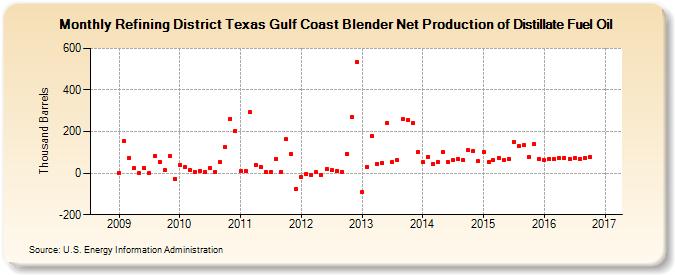 Monthly Refining District Texas Gulf Coast Blender Net Production of Distillate Fuel Oil
Thousand Barrels
600
400
200
0
-200
2009 2010 2011 2012 2013 2014 2015 2016 2017
Source: U.S. Energy Information Administration